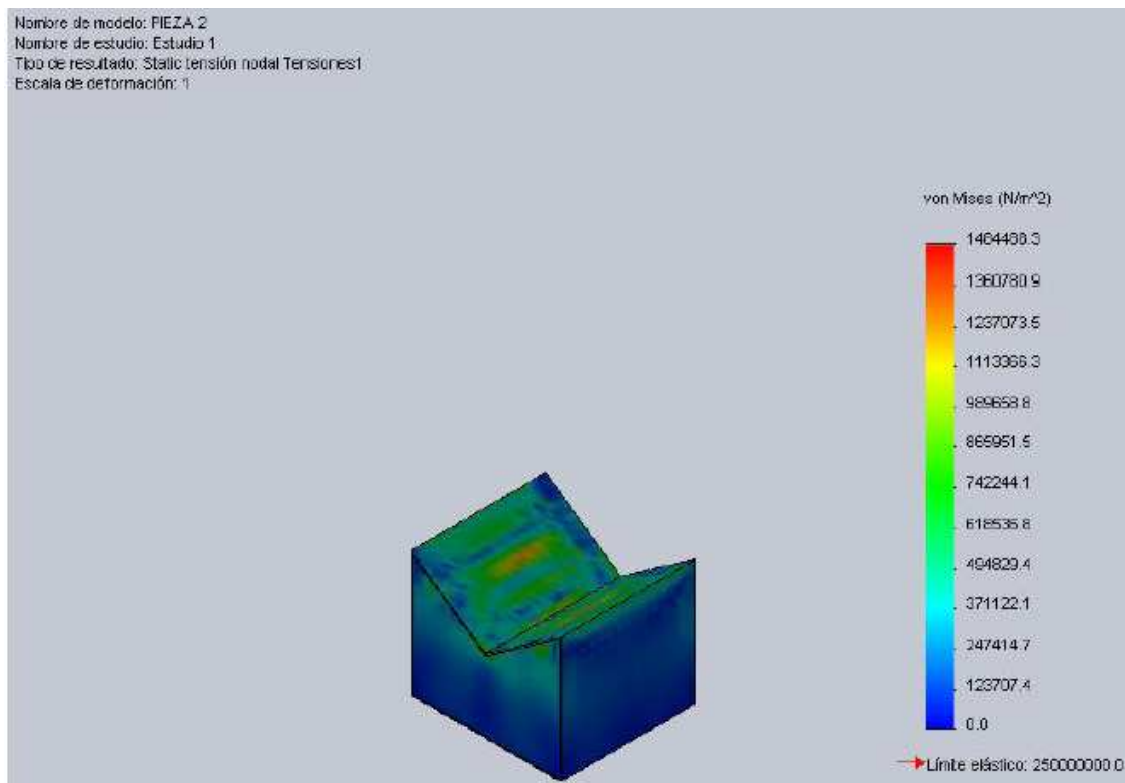 Nombre de modelo: PIEZA 2
Nombre de estudio: Estudio 1
Tipo de resultado: Static tensión nodal Tensiones1
Escala de deformación: 1
von Mises (N/m^2)
1484488.3
1360780.9
1237073.5
1113366.3
989658.8
865951.5
742244.1
618536.8
494829.4
371122.1
247414.7
123707.4
0.0
Límite elástico: 250000000.0